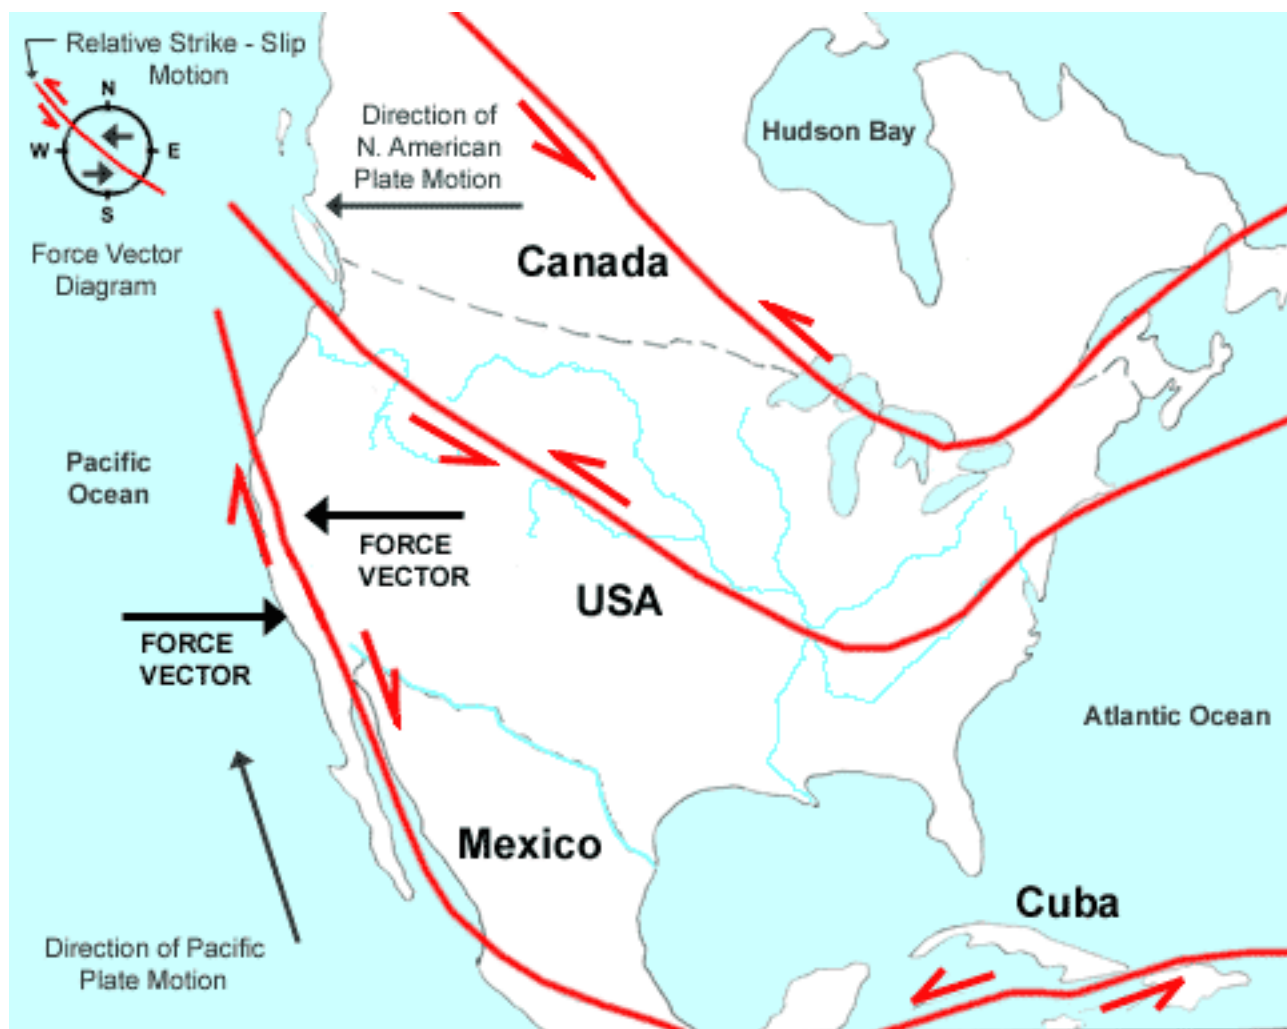 Relative Strike - Slip
Motion
N
W
E
S
Force Vector
Diagram
Direction of
N. American
Plate Motion
Hudson Bay
Canada
Pacific
Ocean
FORCE
VECTOR
USA
FORCE
VECTOR
Atlantic Ocean
Mexico
Cuba
Direction of Pacific
Plate Motion